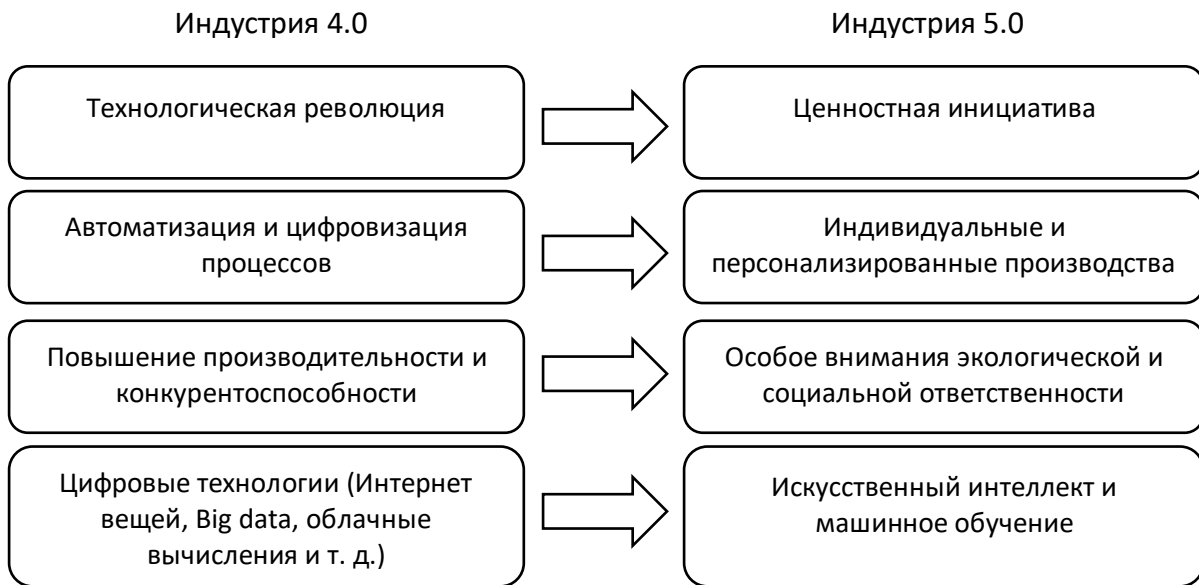 Индустрия 4.0
Индустрия 5.0
Технологическая революция
Ценностная инициатива
Автоматизация и цифровизация
процессов
Индивидуальные и
персонализированные производства
Повышение производительности и
конкурентоспособности
Особое внимания экологической и
социальной ответственности
Цифровые технологии (Интернет
вещей, Big data, облачные
вычисления и т. д.)
Искусственный интеллект и
машинное обучение